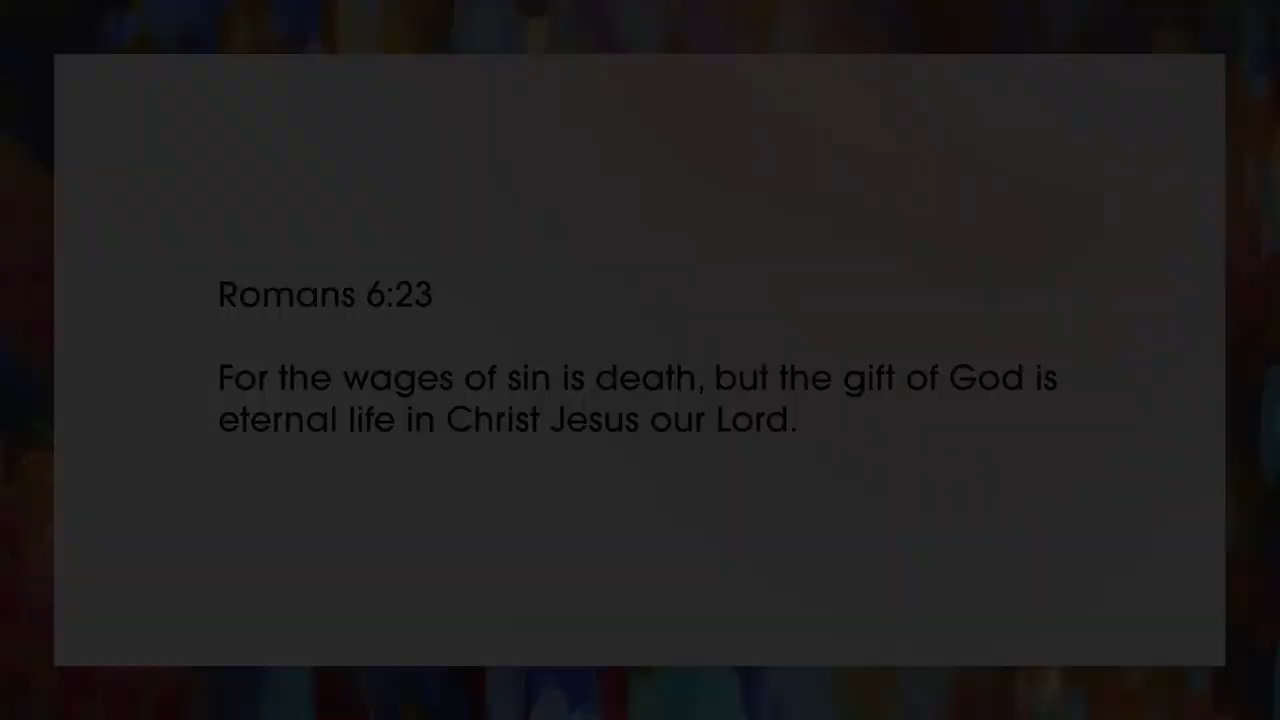 Romans 6:23
For the wages of sin is death, but the gift of God is
eternal life in Christ Jesus our Lord.